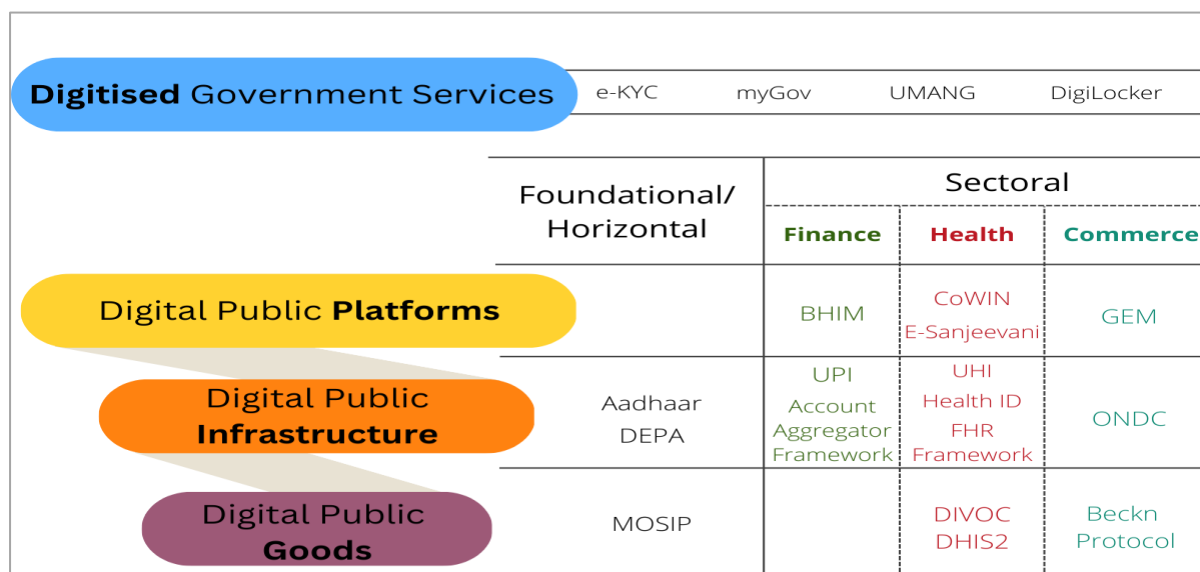 Digitised Government Services
e-KYC
myGov
UMANG
DigiLocker
Foundational/
Horizontal
Sectoral
Finance
Health
Commerce
Digital Public Platforms
BHIM
CoWIN
E-Sanjeevani
GEM
Digital Public
Infrastructure
Aadhaar
DEPA
UPI
Account
Aggregator
Framework
UHI
Health ID
FHR
Framework
ONDC
Digital Public
Goods
MOSIP
DIVOC
DHIS2
Beckn
Protocol